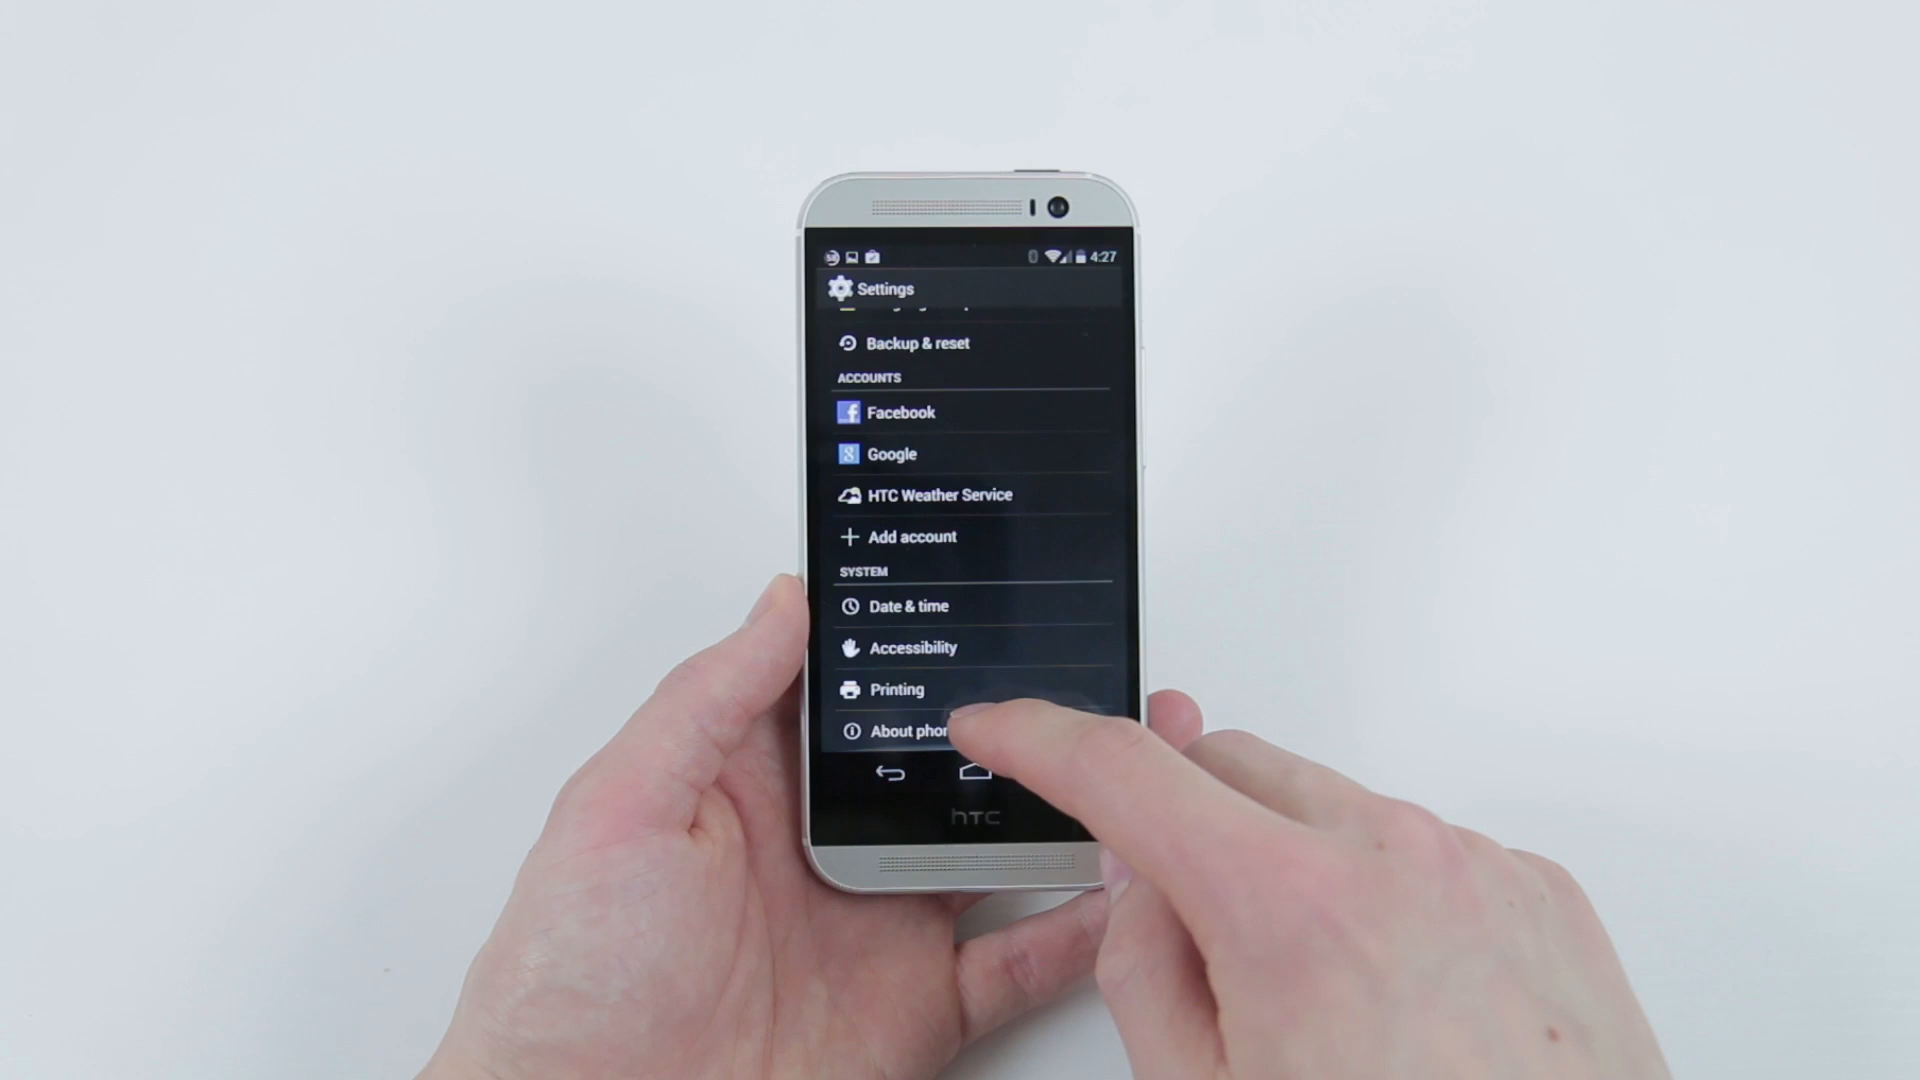 4:27
Settings
Backup & reset
ACCOUNTS
Facebook
Google
HTC Weather Service
Add account
SYSTEM
Date & time
Accessibility
Printing
About
hTC